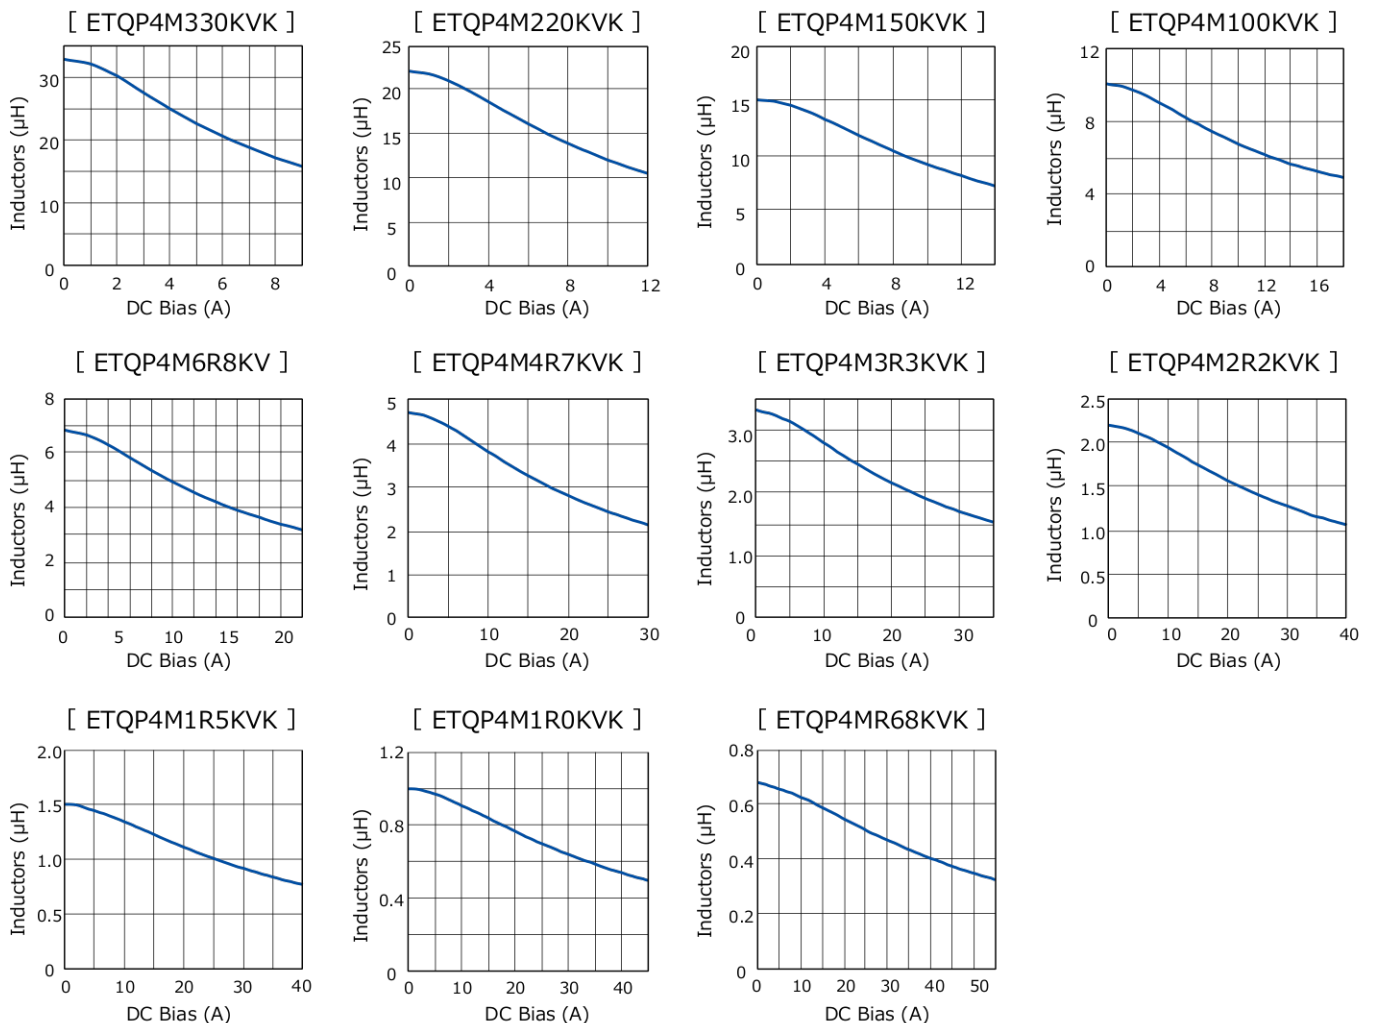 [ ETQP4M330KVK ]
30
20
10
0
0 2 4 6 8
Inductors (μH)
DC Bias (A)
[ ETQP4M220KVK ]
25
20
15
10
5
0
0 4 8 12
Inductors (μH)
DC Bias (A)
[ ETQP4M150KVK ]
20
15
10
5
0
0 4 8 12
Inductors (μH)
DC Bias (A)
[ ETQP4M100KVK ]
12
8
4
0
0 4 8 12 16
Inductors (μH)
DC Bias (A)
[ ETQP4M6R8KV ]
8
6
4
2
0
0 5 10 15 20
Inductors (μH)
DC Bias (A)
[ ETQP4M4R7KVK ]
5
4
3
2
1
0
0 10 20 30
Inductors (μH)
DC Bias (A)
[ ETQP4M3R3KVK ]
3.0
2.0
1.0
0
0 10 20 30
Inductors (μH)
DC Bias (A)
[ ETQP4M2R2KVK ]
2.5
2.0
1.5
1.0
0.5
0
0 10 20 30 40
Inductors (μH)
DC Bias (A)
[ ETQP4M1R5KVK ]
2.0
1.5
1.0
0.5
0
0 10 20 30 40
Inductors (μH)
DC Bias (A)
[ ETQP4M1R0KVK ]
1.2
0.8
0.4
0
0 10 20 30 40
Inductors (μH)
DC Bias (A)
[ ETQP4MR68KVK ]
0.8
0.6
0.4
0.2
0
0 10 20 30 40 50
Inductors (μH)
DC Bias (A)